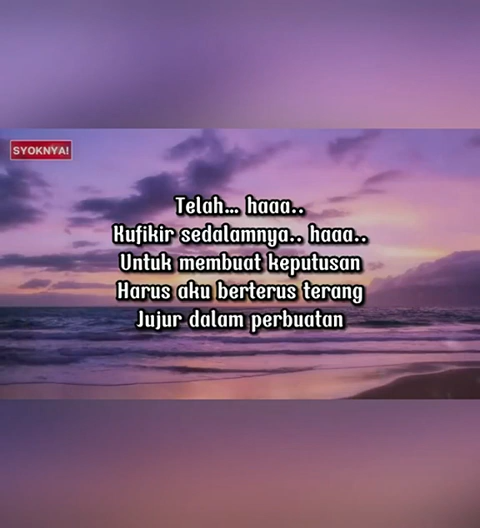 SYOKNYA!
Telah... haaa..
Kufikir sedalamnya.. haaa..
Untuk membuat keputusan
Harus aku berterus terang
Jujur dalam perbuatan